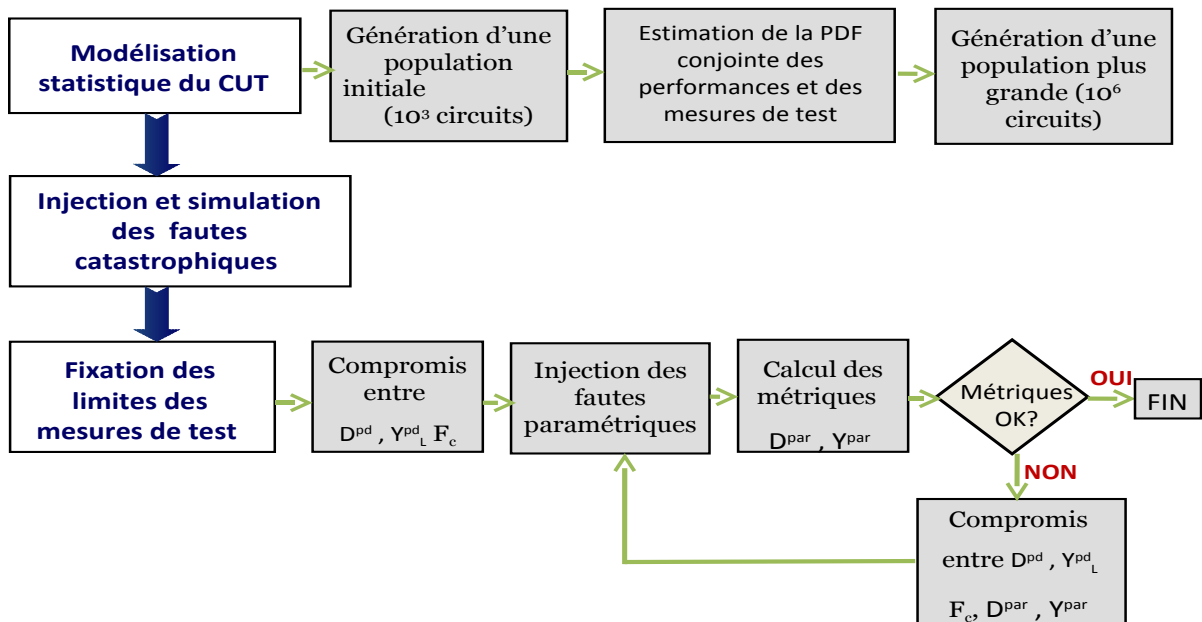 Modélisation
statistique du CUT
Génération d’une
population
initiale
(10³ circuits)
Estimation de la PDF
conjointe des
performances et des
mesures de test
Génération d’une
population plus
grande (10⁶
circuits)
Injection et simulation
des fautes
catastrophiques
Fixation des
limites des
mesures de test
Compromis
entre
Dᵖᵈ , Yᵖᵈ_L F_c
Injection des
fautes
paramétriques
Calcul des
métriques
Dᵖᵃʳ , Yᵖᵃʳ
Métriques
OK?
OUI
FIN
NON
Compromis
entre Dᵖᵈ , Yᵖᵈ_L
F_c, Dᵖᵃʳ , Yᵖᵃʳ